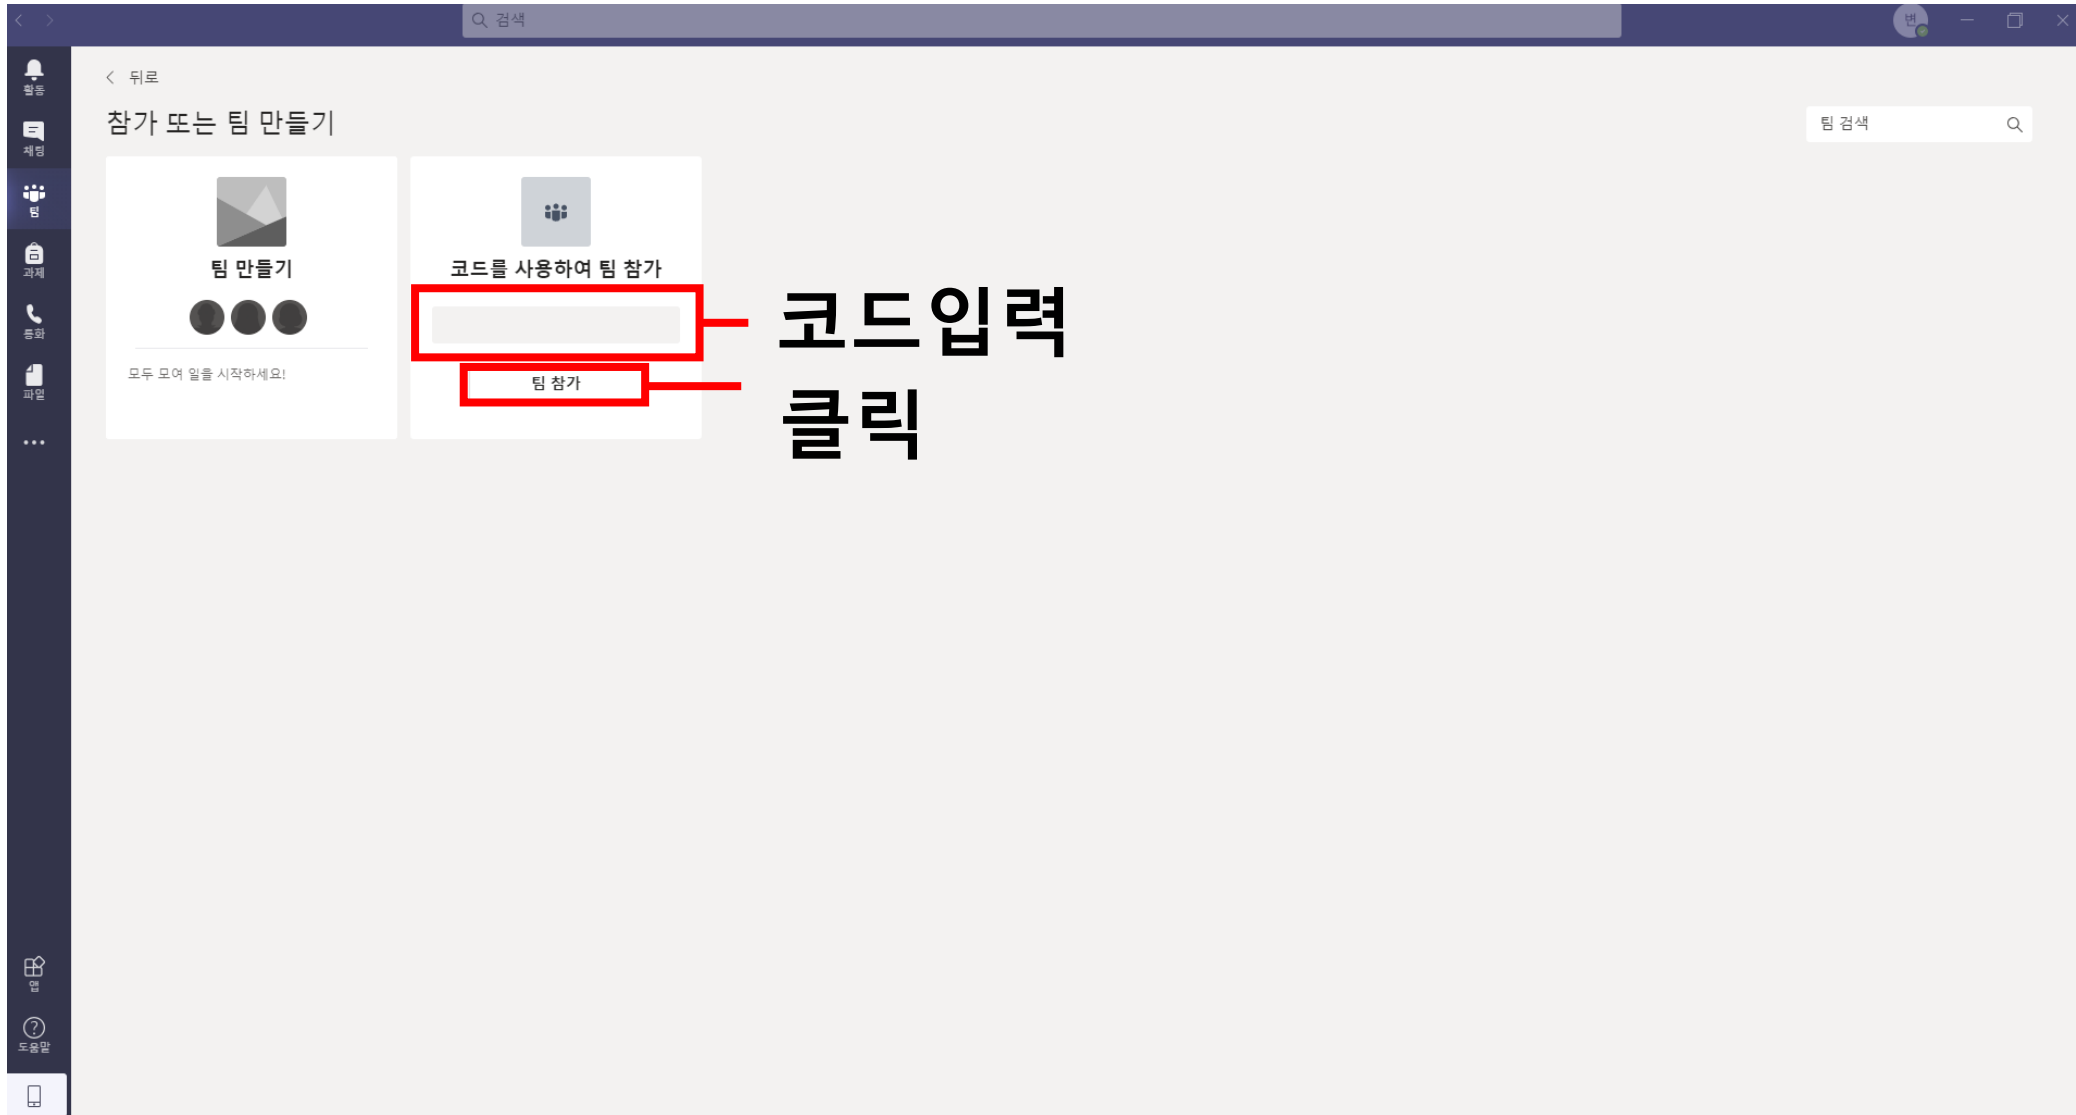 검색
변
활동
채팅
팀
과제
통화
파일
앱
도움말
뒤로
참가 또는 팀 만들기
팀 검색
팀 만들기
모두 모여 일을 시작하세요!
코드를 사용하여 팀 참가
팀 참가
코드입력
클릭